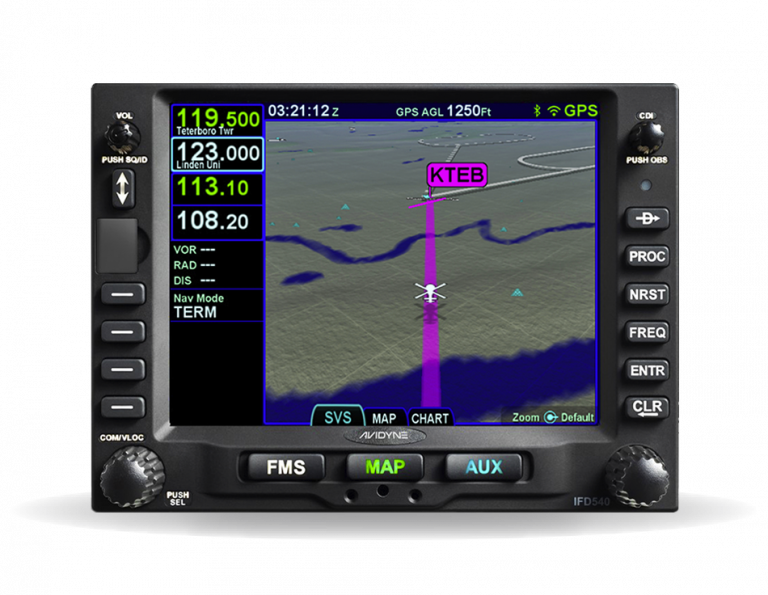 VOL
PUSH SQ/ID
119.500
Teterboro Twr
123.000
Linden Uni
113.10
108.20
VOR ---
RAD ---
DIS ---
Nav Mode
TERM
03:21:12 Z
GPS AGL 1250Ft
GPS
KTEB
SVS
MAP
CHART
Zoom
Default
CDI
PUSH OBS
D
PROC
NRST
FREQ
ENTR
CLR
COM/VLOC
PUSH
SEL
AVIDYNE
FMS
MAP
AUX
IFD540